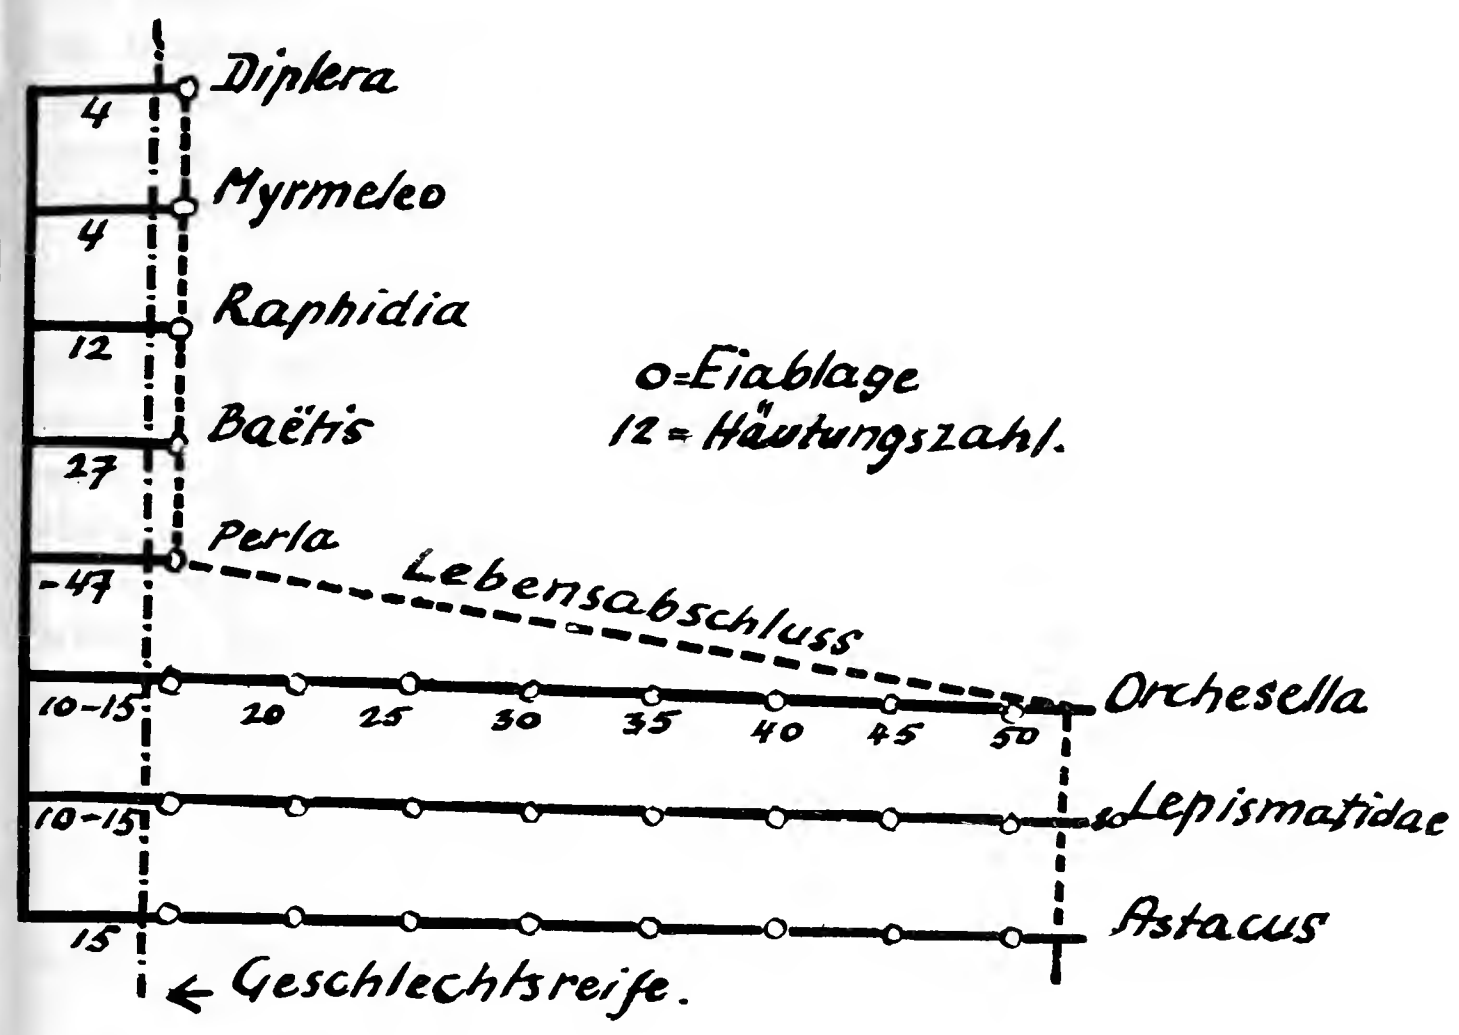 Diptera
4
Myrmeleo
4
Raphidia
12
o=Eiablage
12 = Häutungszahl.
Baëtis
27
Perla
-47
Lebensabschluss
Orchesella
10-15 20 25 30 35 40 45 50
Lepismatidae
10-15
Astacus
15
← Geschlechtsreife.